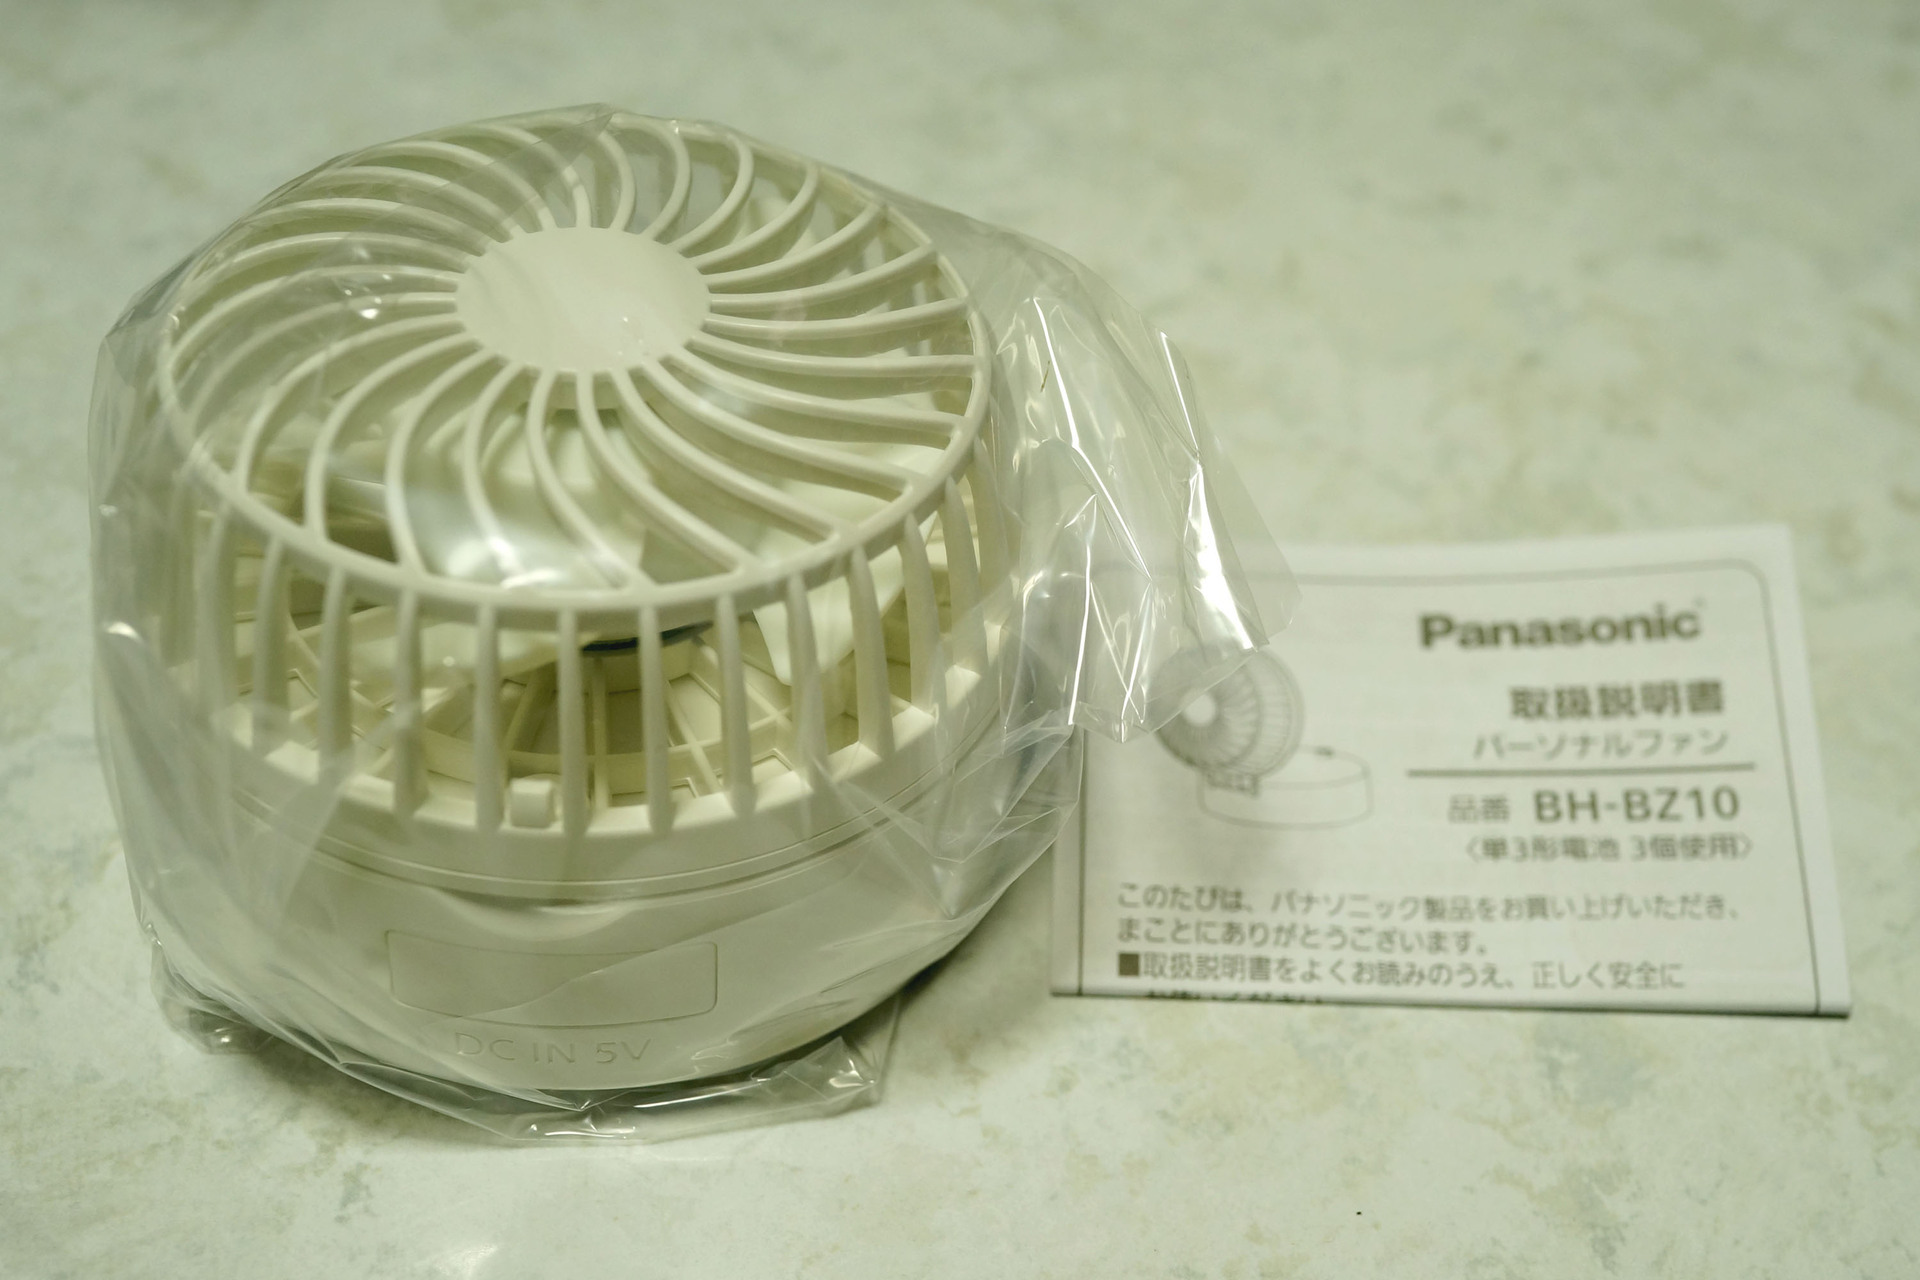 DC IN 5V
Panasonic
取扱説明書
パーソナルファン
品番 BH-BZ10
〈単3形電池 3個使用〉
このたびは、パナソニック製品をお買い上げいただき、
まことにありがとうございます。
■取扱説明書をよくお読みのうえ、正しく安全に